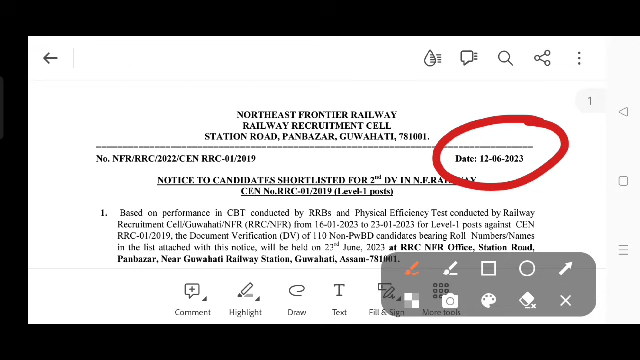 1
NORTHEAST FRONTIER RAILWAY
RAILWAY RECRUITMENT CELL
STATION ROAD, PANBAZAR, GUWAHATI, 781001.
No. NFR/RRC/2022/CEN RRC-01/2019 Date: 12-06-2023
NOTICE TO CANDIDATES SHORTLISTED FOR 2nd DV IN N.F.RAILWAY
CEN No.RRC-01/2019 (Level-1 posts)
1. Based on performance in CBT conducted by RRBs and Physical Efficiency Test conducted by Railway
Recruitment Cell/Guwahati/NFR (RRC/NFR) from 16-01-2023 to 23-01-2023 for Level-1 posts against CEN
RRC-01/2019, the Document Verification (DV) of 110 Non-PwBD candidates bearing Roll Numbers/Names
in the list attached with this notice, will be held on 23rd June, 2023 at RRC NFR Office, Station Road,
Panbazar, Near Guwahati Railway Station, Guwahati, Assam-781001.
Comment Highlight Draw Text Fill & Sign More tools